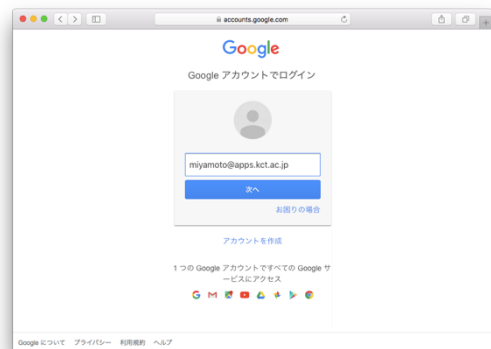 accounts.google.com
Google
Google アカウントでログイン
miyamoto@apps.kct.ac.jp
次へ
お困りの場合
アカウントを作成
1 つの Google アカウントですべての Google サ
ービスにアクセス
Google について プライバシー 利用規約 ヘルプ